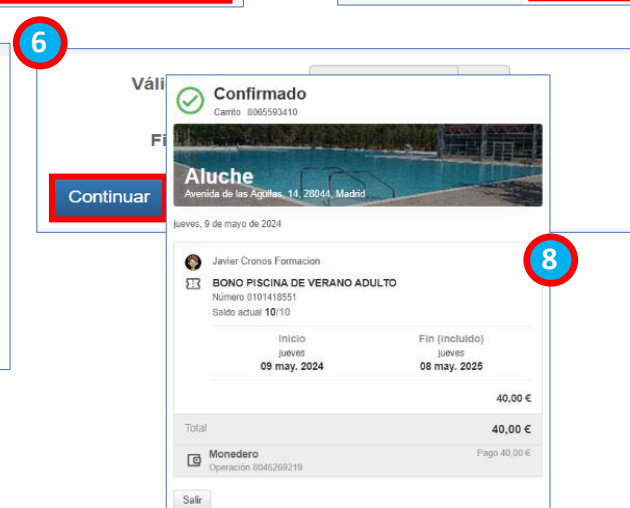 6
Váli
Fi
Continuar
8
Confirmado
Carrito 8065593410
Aluche
Avenida de las Aguilas, 14, 28044, Madrid
jueves, 9 de mayo de 2024
Javier Cronos Formacion
BONO PISCINA DE VERANO ADULTO
Número 0101418551
Saldo actual 10/10
Inicio Fin (incluido)
jueves jueves
09 may. 2024 08 may. 2025
40,00 €
Total 40,00 €
Monedero Pago 40,00 €
Operación 8046269219
Salir